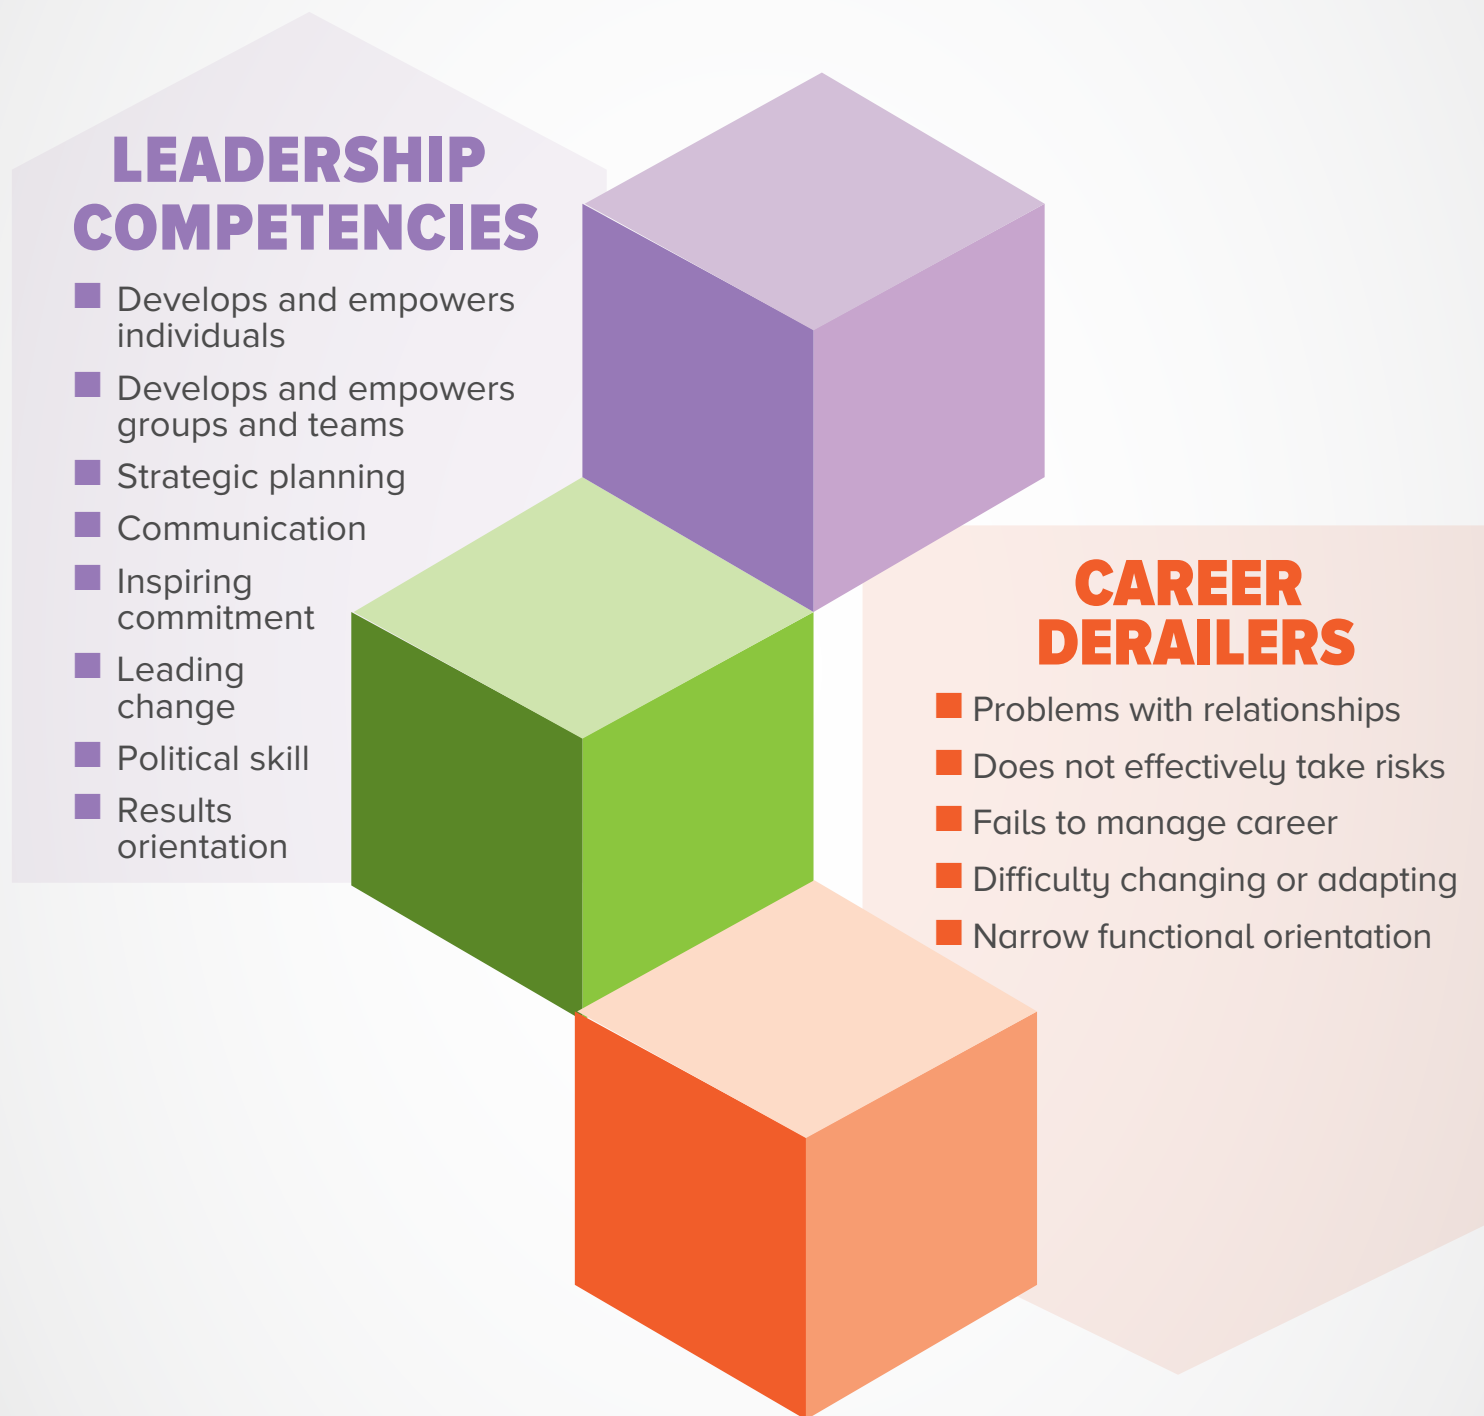 LEADERSHIP
COMPETENCIES
Develops and empowers
individuals
Develops and empowers
groups and teams
Strategic planning
Communication
Inspiring
commitment
Leading
change
Political skill
Results
orientation
CAREER
DERAILERS
Problems with relationships
Does not effectively take risks
Fails to manage career
Difficulty changing or adapting
Narrow functional orientation